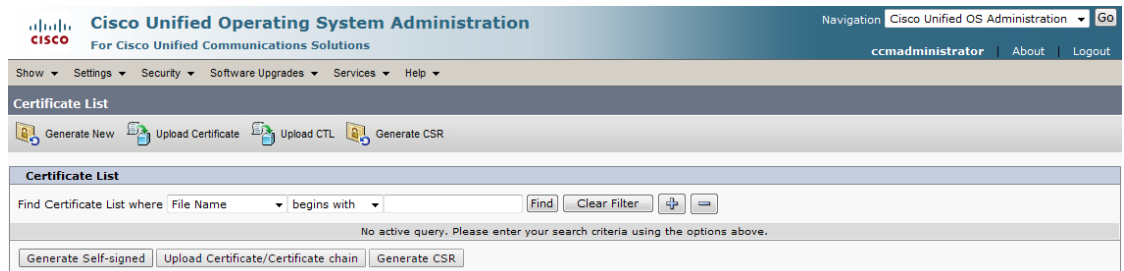 Cisco Unified Operating System Administration
For Cisco Unified Communications Solutions
CISCO
Navigation Cisco Unified OS Administration Go
ccmadministrator | About | Logout
Show Settings Security Software Upgrades Services Help
Certificate List
Generate New Upload Certificate Upload CTL Generate CSR
Certificate List
Find Certificate List where File Name begins with Find Clear Filter
No active query. Please enter your search criteria using the options above.
Generate Self-signed Upload Certificate/Certificate chain Generate CSR